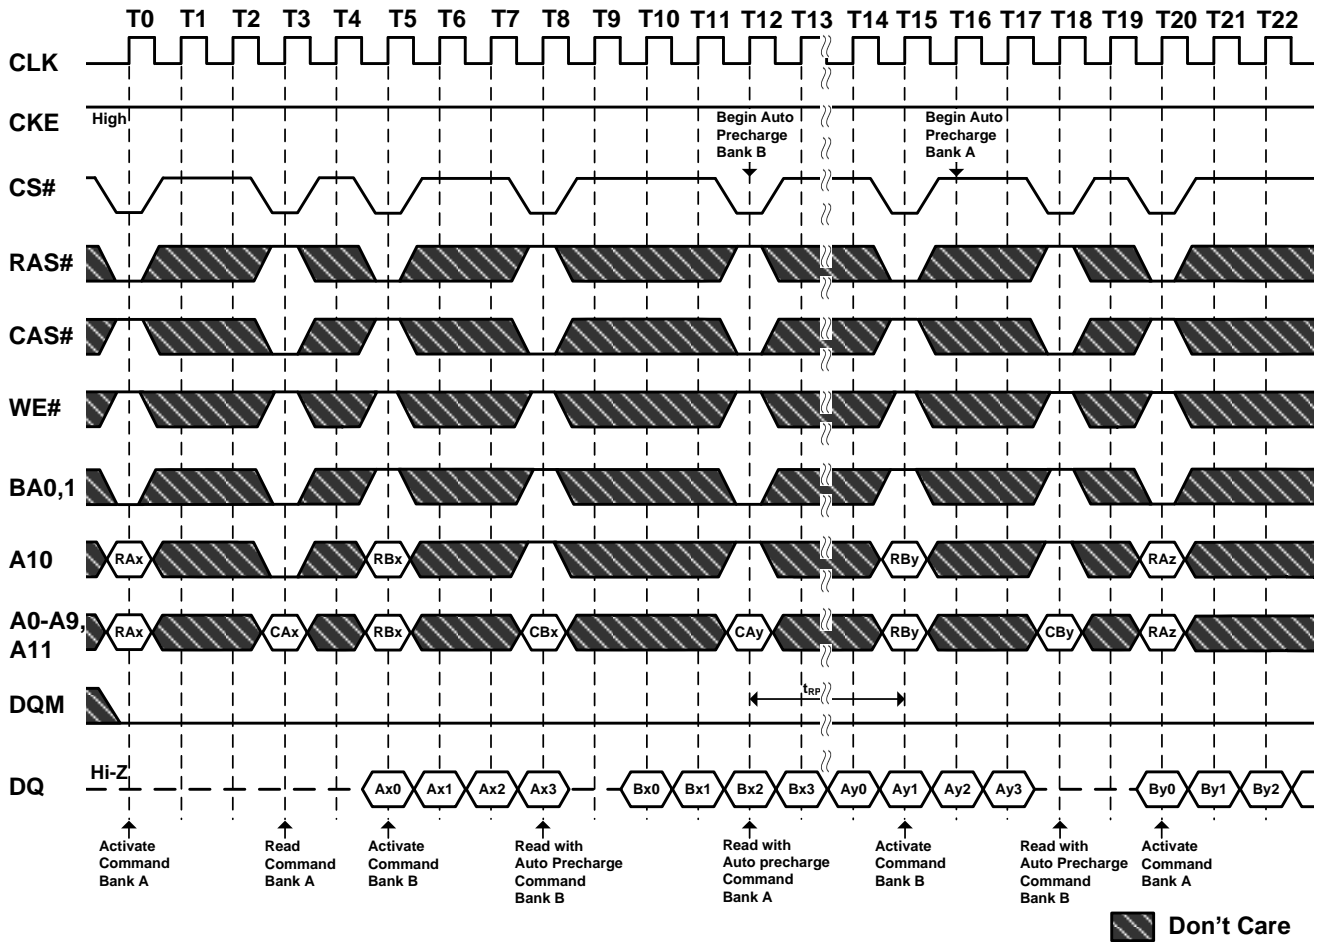 T0 T1 T2 T3 T4 T5 T6 T7 T8 T9 T10 T11 T12 T13 T14 T15 T16 T17 T18 T19 T20 T21 T22
CLK
CKE
High
Begin Auto
Precharge
Bank B
Begin Auto
Precharge
Bank A
CS#
RAS#
CAS#
WE#
BA0,1
A10
RAx RBx RBy RAz
A0-A9,
A11
RAx CAx RBx CBx CAy RBy CBy RAz
DQM
tRP
DQ
Hi-Z
Ax0 Ax1 Ax2 Ax3 Bx0 Bx1 Bx2 Bx3 Ay0 Ay1 Ay2 Ay3 By0 By1 By2
Activate
Command
Bank A
Read
Command
Bank A
Activate
Command
Bank B
Read with
Auto Precharge
Command
Bank B
Read with
Auto precharge
Command
Bank A
Activate
Command
Bank B
Read with
Auto Precharge
Command
Bank B
Activate
Command
Bank A
Don't Care